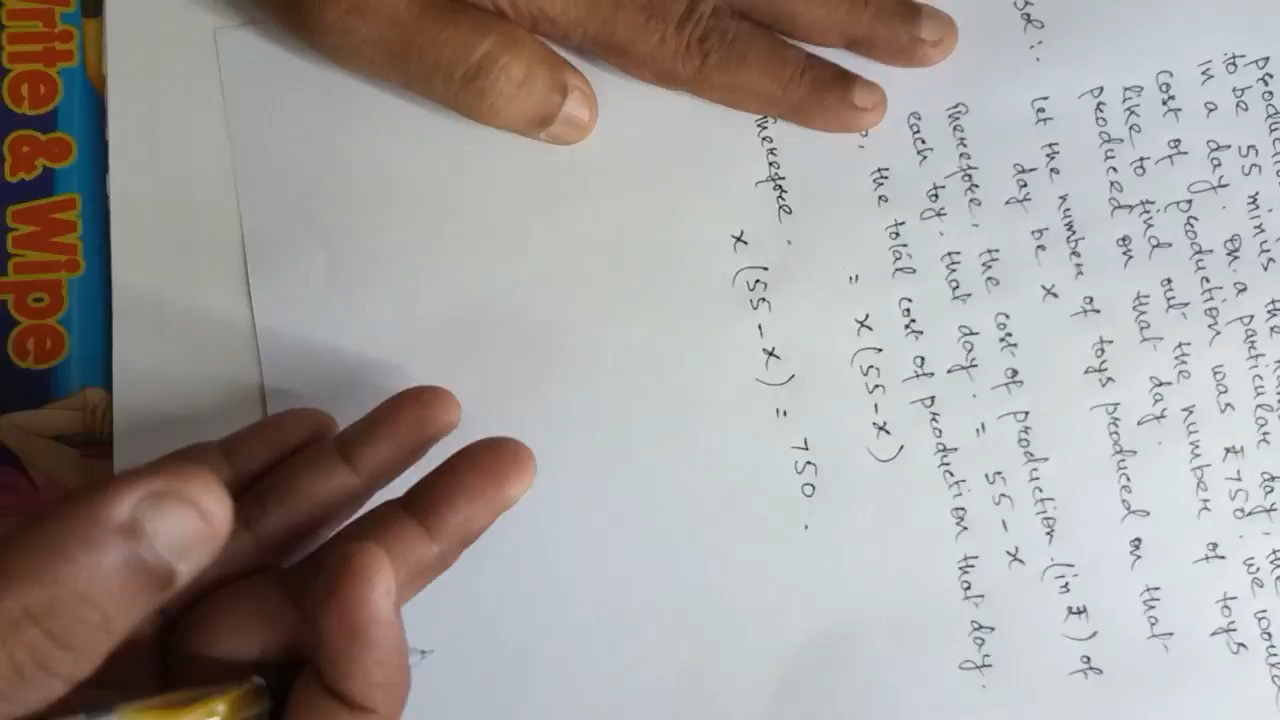 to be 55 minus the
in a day. on a particular day, the
cost of production was ₹750. we would
like to find out the number of toys
produced on that day.
sol:. Let the number of toys produced on that
day be x
Therefore, the cost of production (in ₹) of
each toy that day. = 55 - x
the total cost of production that day.
= x(55-x)
Therefore.
x(55-x) = 750.
Write & Wipe